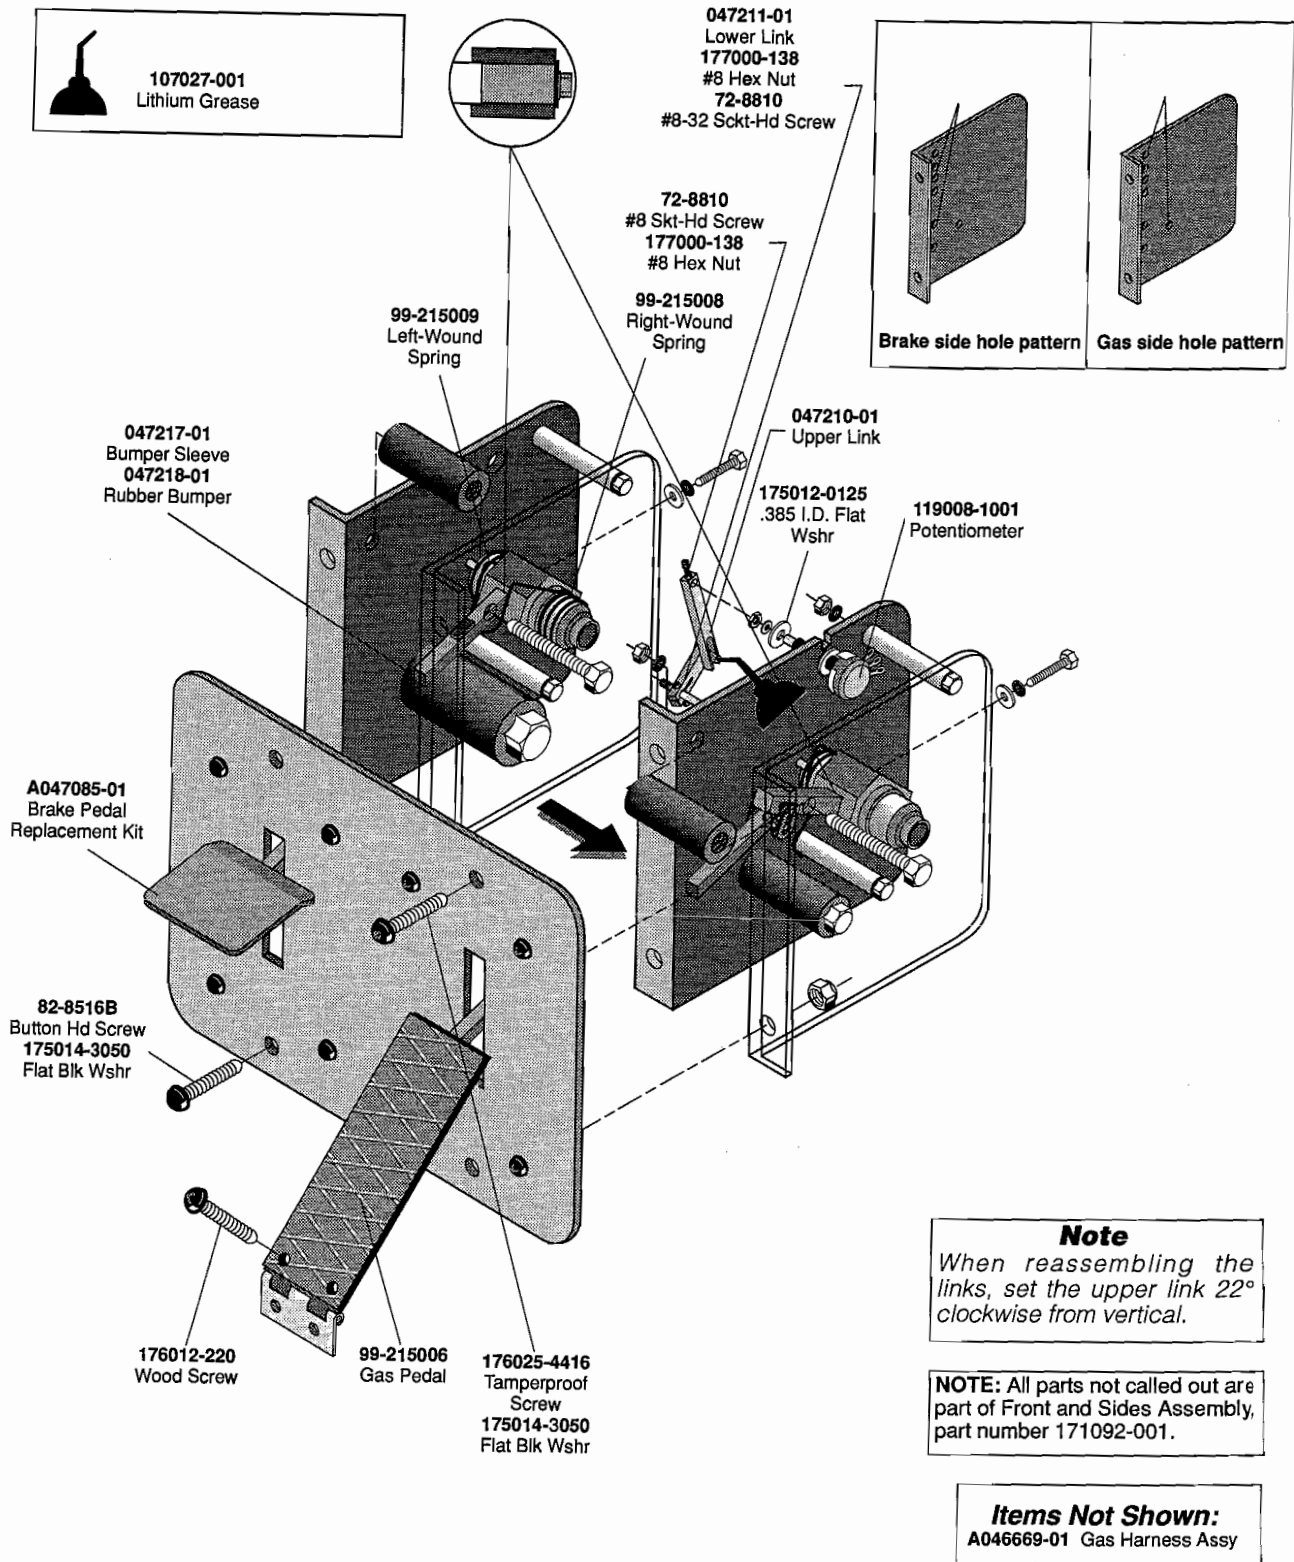 107027-001
Lithium Grease
047211-01
Lower Link
177000-138
#8 Hex Nut
72-8810
#8-32 Sckt-Hd Screw
72-8810
#8 Skt-Hd Screw
177000-138
#8 Hex Nut
99-215009
Left-Wound
Spring
99-215008
Right-Wound
Spring
Brake side hole pattern
Gas side hole pattern
047217-01
Bumper Sleeve
047218-01
Rubber Bumper
047210-01
Upper Link
175012-0125
.385 I.D. Flat
Wshr
119008-1001
Potentiometer
A047085-01
Brake Pedal
Replacement Kit
82-8516B
Button Hd Screw
175014-3050
Flat Blk Wshr
176012-220
Wood Screw
99-215006
Gas Pedal
176025-4416
Tamperproof
Screw
175014-3050
Flat Blk Wshr
Note
When reassembling the
links, set the upper link 22°
clockwise from vertical.
NOTE: All parts not called out are
part of Front and Sides Assembly,
part number 171092-001.
Items Not Shown:
A046669-01 Gas Harness Assy